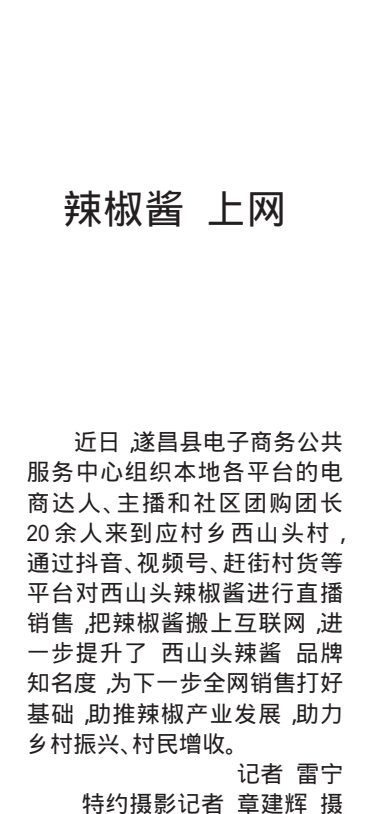 辣椒酱 上网
近日,遂昌县电子商务公共
服务中心组织本地各平台的电
商达人、主播和社区团购团长
20余人来到应村乡西山头村,
通过抖音、视频号、赶街村货等
平台对西山头辣椒酱进行直播
销售,把辣椒酱搬上互联网,进
一步提升了 西山头辣酱 品牌
知名度,为下一步全网销售打好
基础,助推辣椒产业发展,助力
乡村振兴、村民增收。
记者 雷宁
特约摄影记者 章建辉 摄